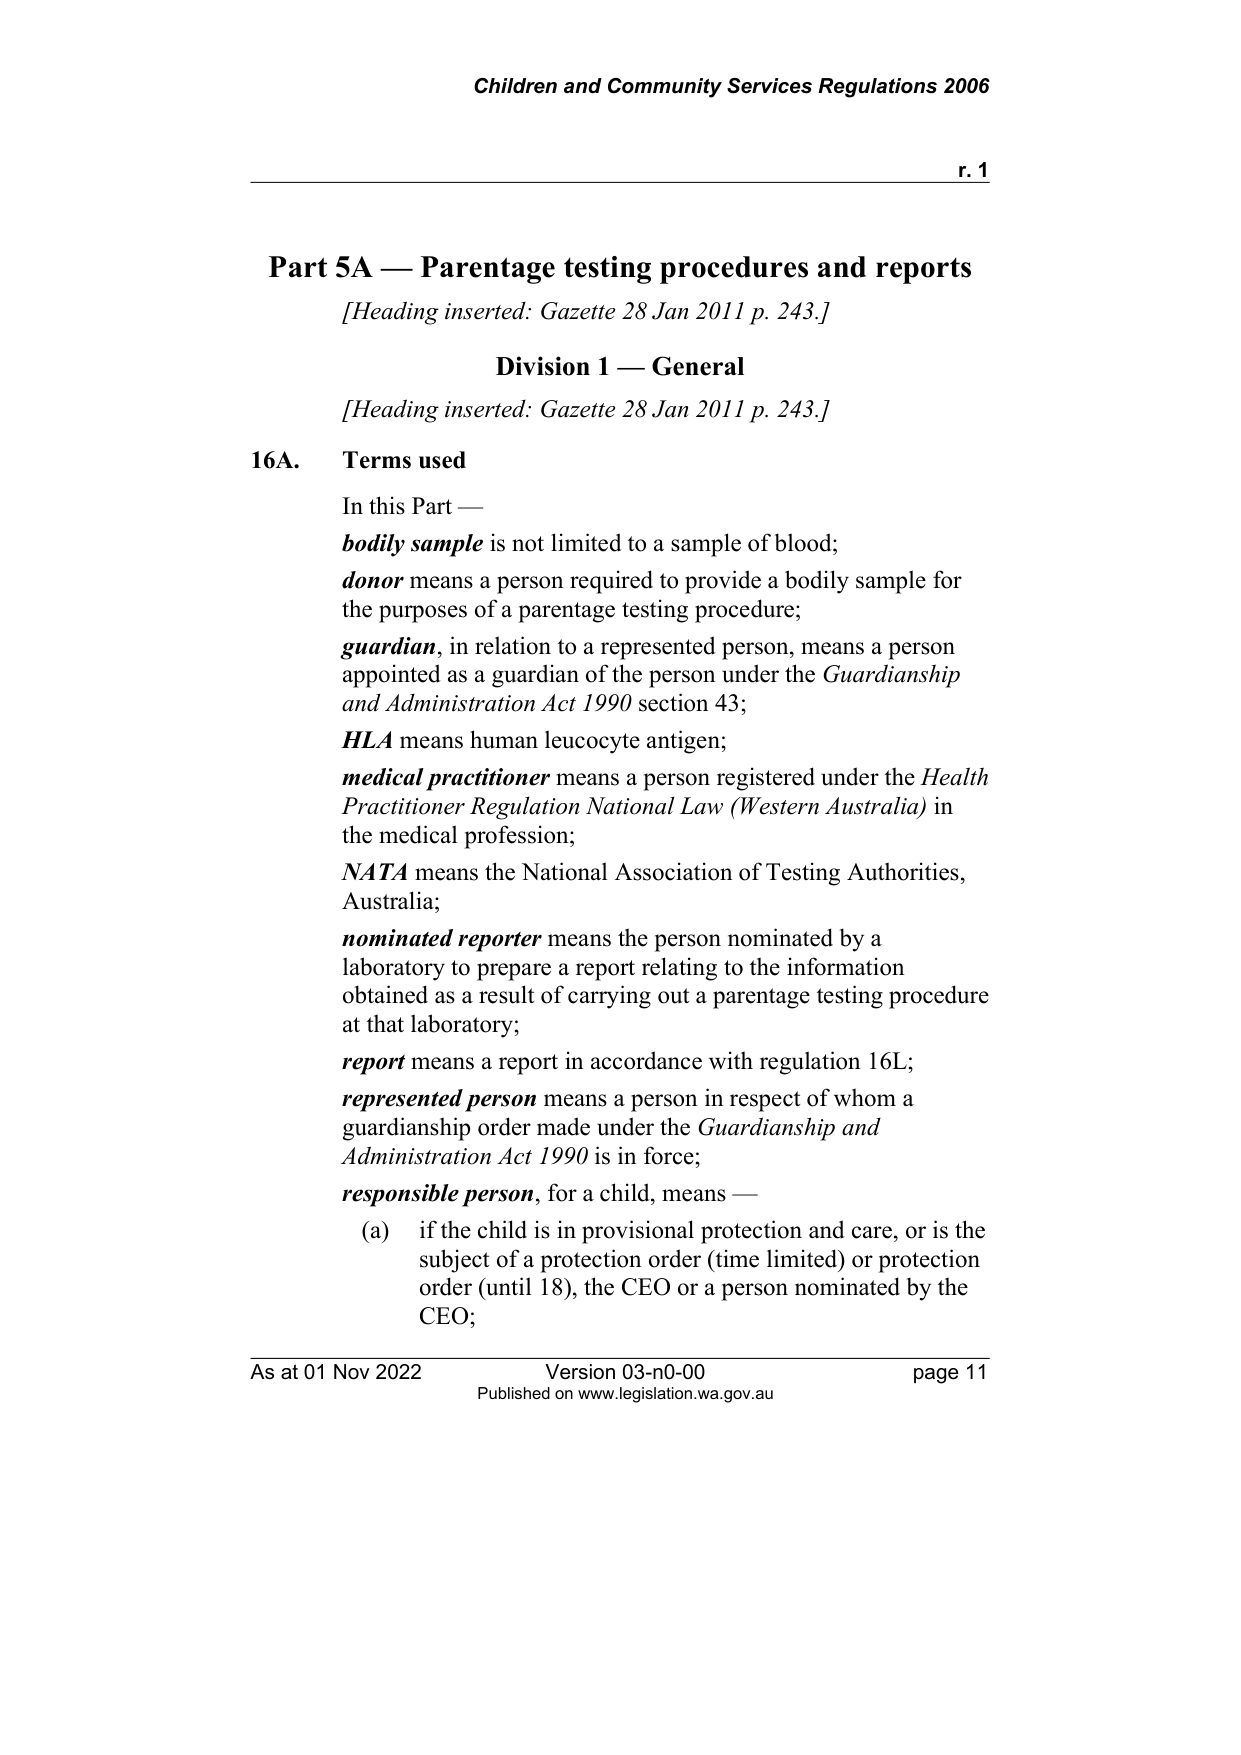 Children and Community Services Regulations 2006
r. 1
Part 5A — Parentage testing procedures and reports
[Heading inserted: Gazette 28 Jan 2011 p. 243.]
Division 1 — General
[Heading inserted: Gazette 28 Jan 2011 p. 243.]
16A. Terms used
In this Part —
bodily sample is not limited to a sample of blood;
donor means a person required to provide a bodily sample for
the purposes of a parentage testing procedure;
guardian, in relation to a represented person, means a person
appointed as a guardian of the person under the Guardianship
and Administration Act 1990 section 43;
HLA means human leucocyte antigen;
medical practitioner means a person registered under the Health
Practitioner Regulation National Law (Western Australia) in
the medical profession;
NATA means the National Association of Testing Authorities,
Australia;
nominated reporter means the person nominated by a
laboratory to prepare a report relating to the information
obtained as a result of carrying out a parentage testing procedure
at that laboratory;
report means a report in accordance with regulation 16L;
represented person means a person in respect of whom a
guardianship order made under the Guardianship and
Administration Act 1990 is in force;
responsible person, for a child, means —
(a) if the child is in provisional protection and care, or is the
subject of a protection order (time limited) or protection
order (until 18), the CEO or a person nominated by the
CEO;
As at 01 Nov 2022 Version 03-n0-00 page 11
Published on www.legislation.wa.gov.au